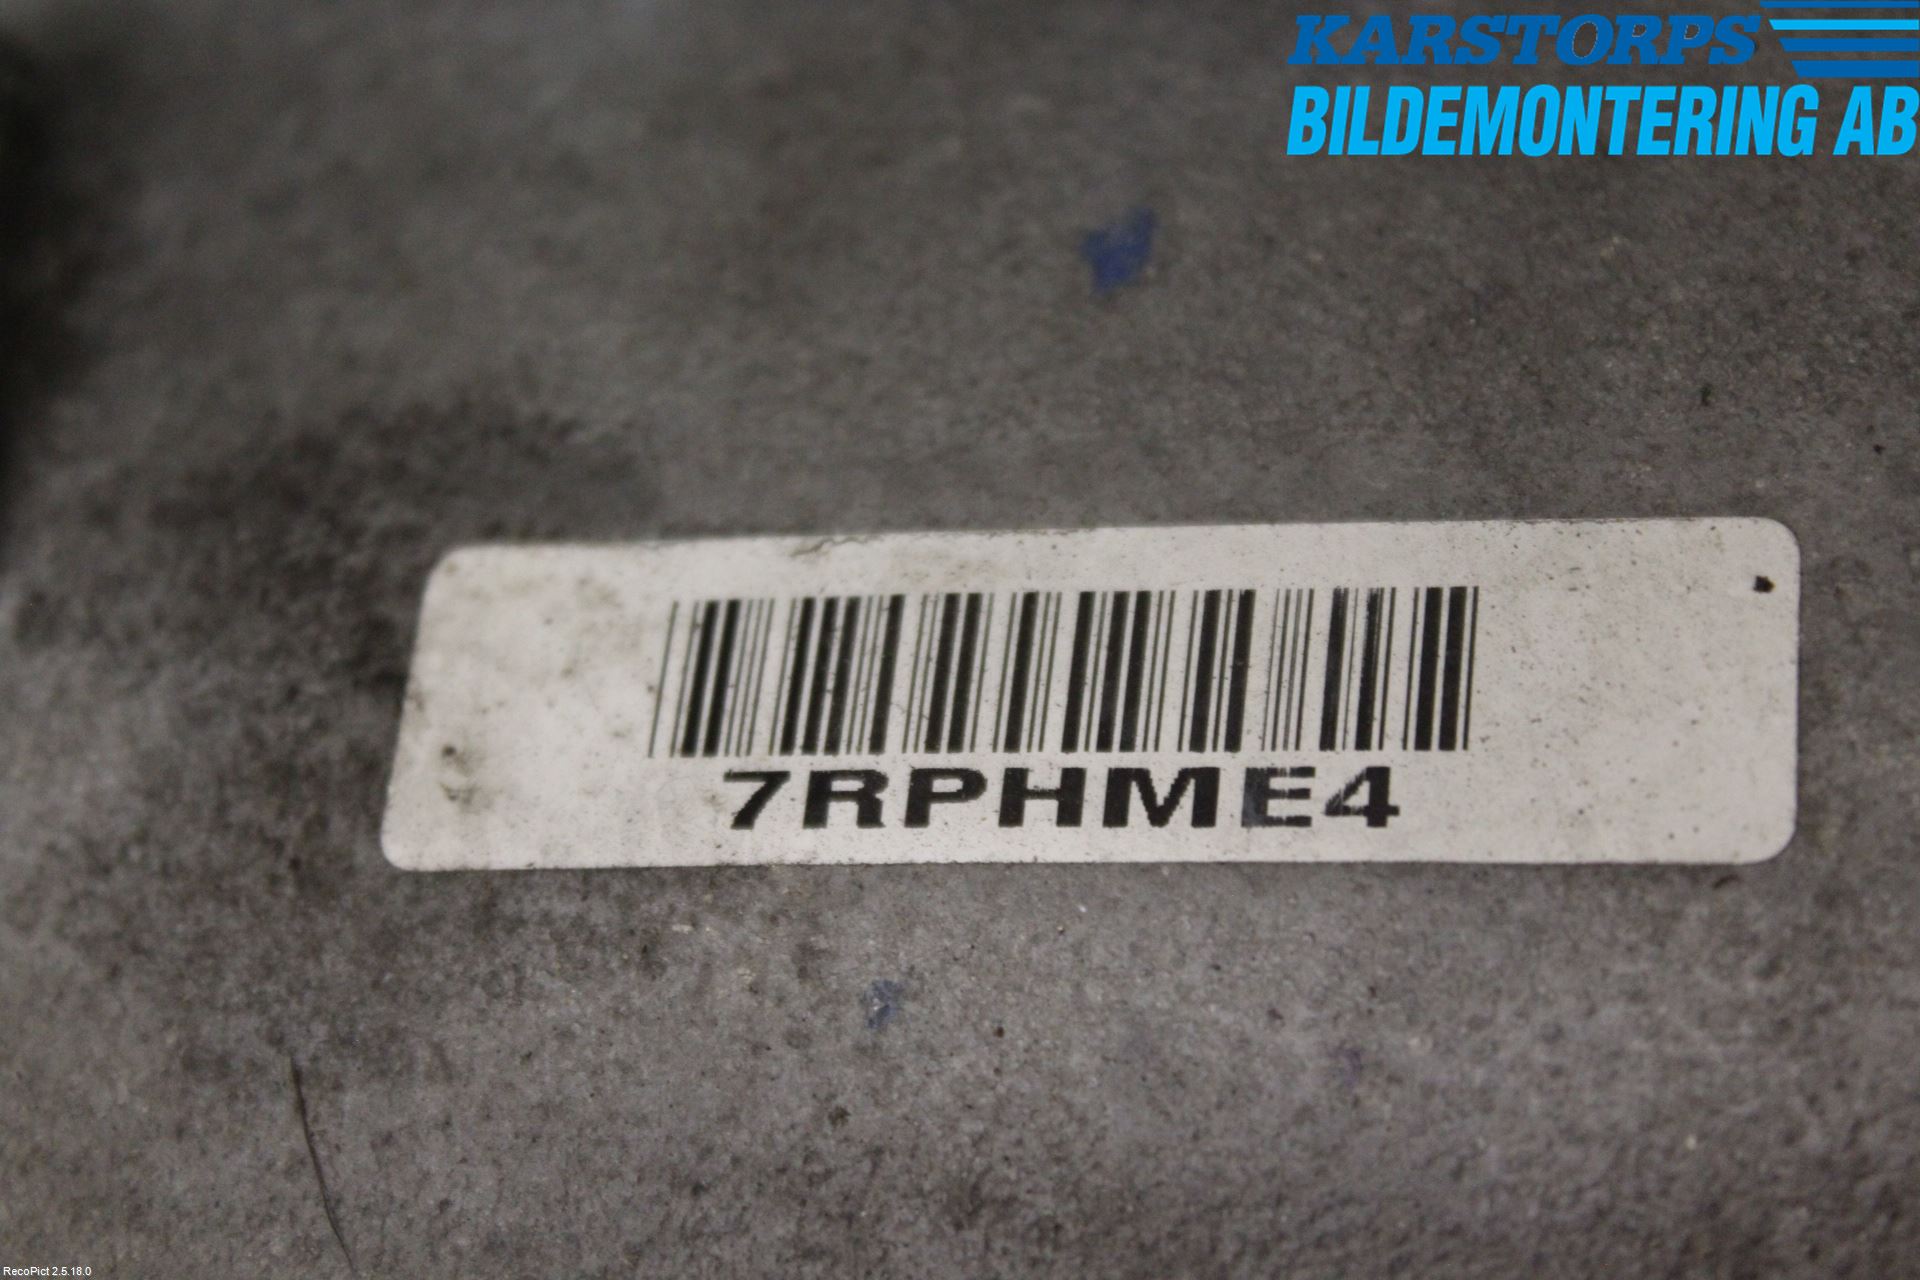 KARSTORPS
BILDEMONTERING AB
7RPHME4
RecoPict 2.5.18.0